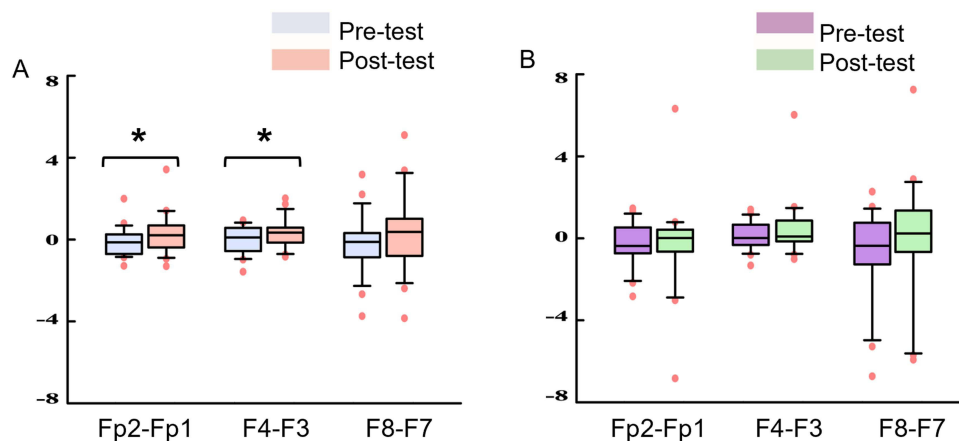 Pre-test
Post-test
A
8
4
0
-4
-8
*
*
Fp2-Fp1
F4-F3
F8-F7
Pre-test
Post-test
B
8
4
0
-4
-8
Fp2-Fp1
F4-F3
F8-F7